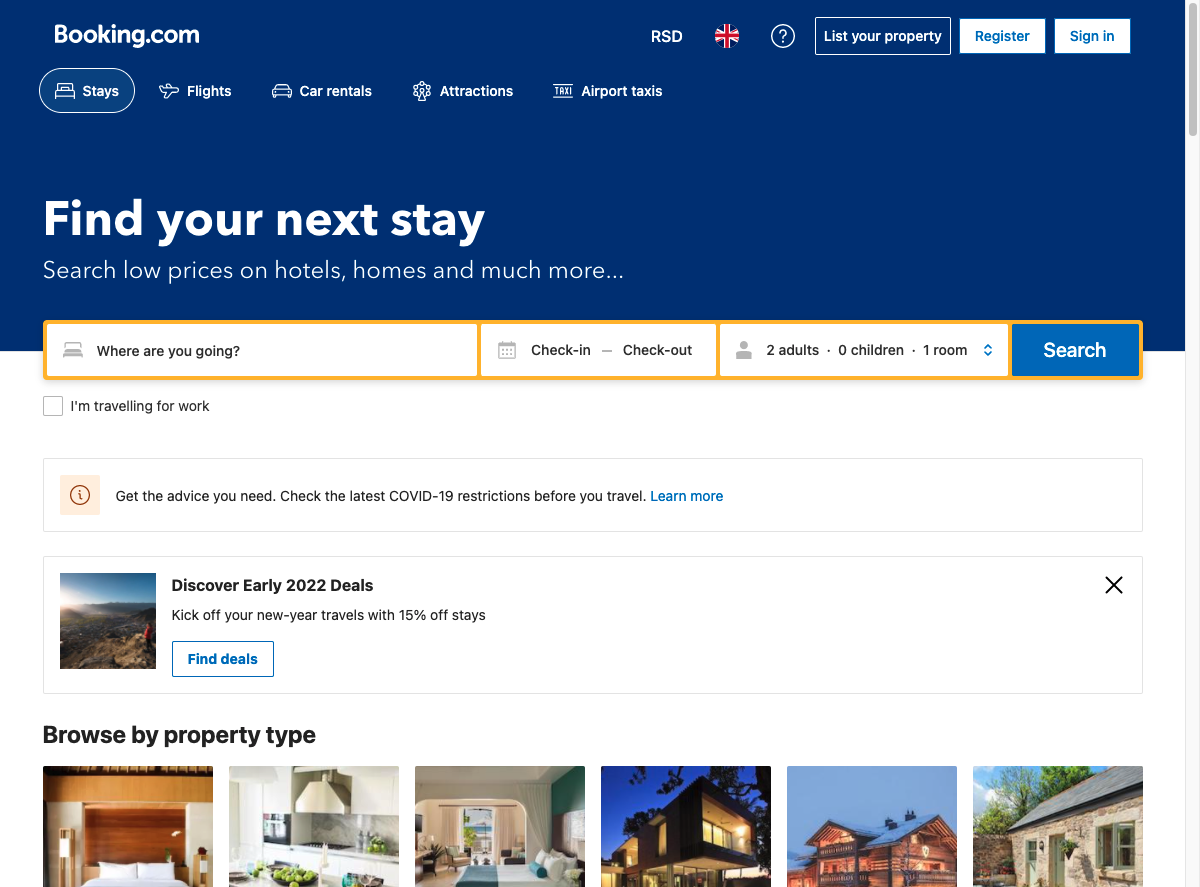 Booking.com
RSD
List your property
Register
Sign in
Stays
Flights
Car rentals
Attractions
TAXI
Airport taxis
Find your next stay
Search low prices on hotels, homes and much more...
Where are you going?
Check-in — Check-out
2 adults · 0 children · 1 room
Search
I'm travelling for work
Get the advice you need. Check the latest COVID-19 restrictions before you travel. Learn more
Discover Early 2022 Deals
Kick off your new-year travels with 15% off stays
Find deals
Browse by property type